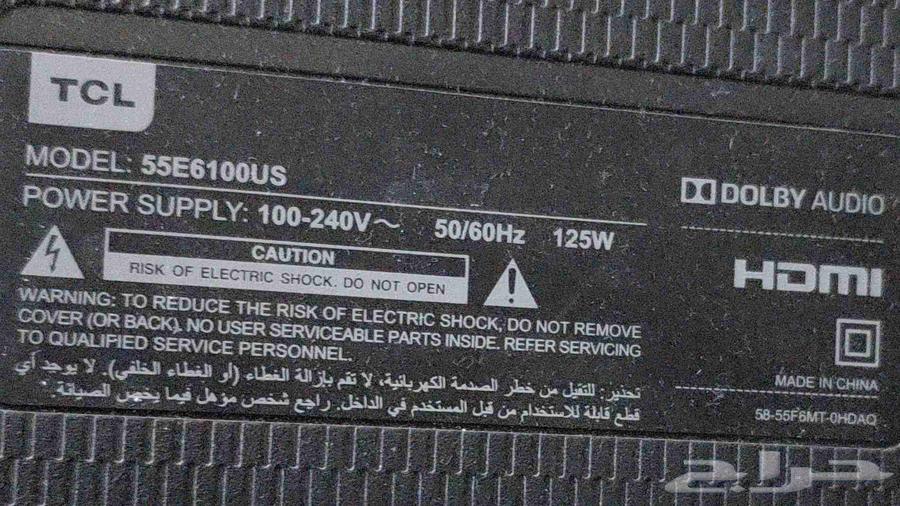 TCL
MODEL: 55E6100US
POWER SUPPLY: 100-240V～ 50/60Hz 125W
CAUTION
RISK OF ELECTRIC SHOCK. DO NOT OPEN
WARNING: TO REDUCE THE RISK OF ELECTRIC SHOCK, DO NOT REMOVE
COVER (OR BACK). NO USER SERVICEABLE PARTS INSIDE. REFER SERVICING
TO QUALIFIED SERVICE PERSONNEL.
تحذير: للتقيل من خطر الصدمة الكهربائية، لا تقم بإزالة الغطاء (أو الغطاء الخلفي). لا يوجد أي
قطع قابلة للاستخدام من قبل المستخدم في الداخل. راجع شخص مؤهل فيما يخص الصيانة.
DOLBY AUDIO
HDMI
MADE IN CHINA
58-55F6MT-0HDAQ
حراج